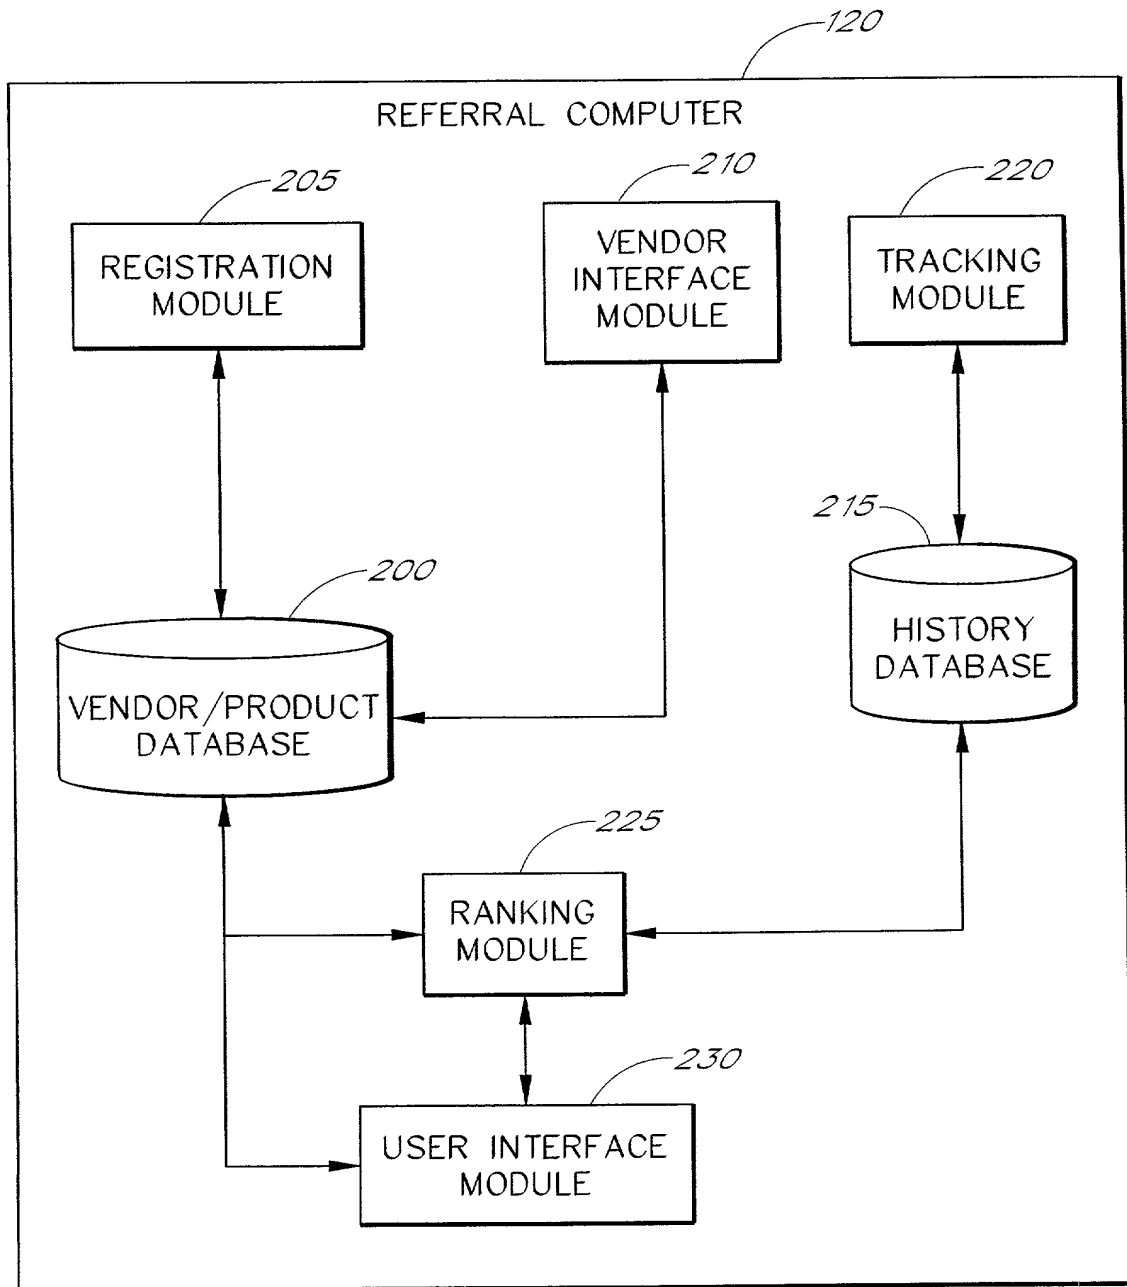 120
REFERRAL COMPUTER
205
210
220
REGISTRATION
MODULE
VENDOR
INTERFACE
MODULE
TRACKING
MODULE
215
200
HISTORY
DATABASE
VENDOR/PRODUCT
DATABASE
225
RANKING
MODULE
230
USER INTERFACE
MODULE